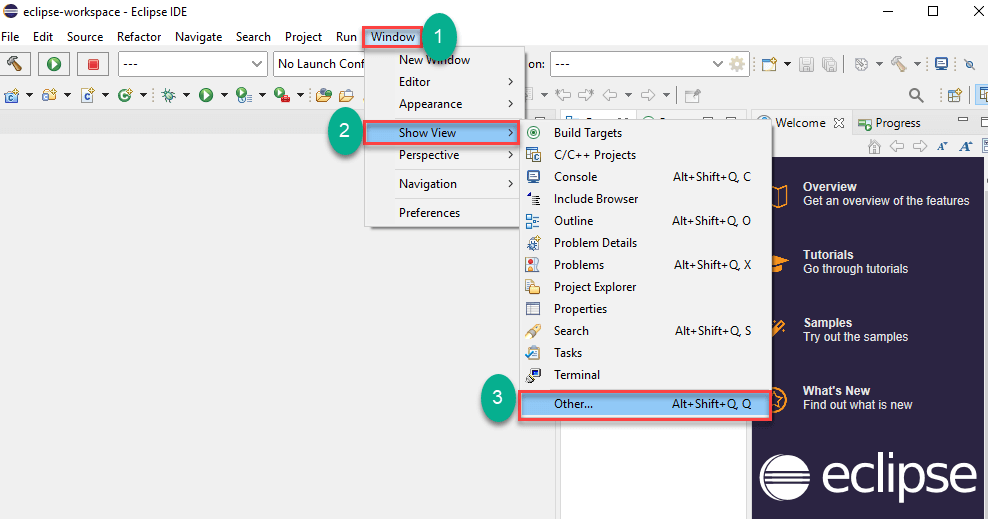 eclipse-workspace - Eclipse IDE
File Edit Source Refactor Navigate Search Project Run Window
1
--- No Launch Conf on: ---
New Window
Editor
Appearance
2
Show View
Perspective
Navigation
Preferences
Build Targets
C/C++ Projects
Console Alt+Shift+Q, C
Include Browser
Outline Alt+Shift+Q, O
Problem Details
Problems Alt+Shift+Q, X
Project Explorer
Properties
Search Alt+Shift+Q, S
Tasks
Terminal
3
Other... Alt+Shift+Q, Q
Welcome Progress
Overview
Get an overview of the features
Tutorials
Go through tutorials
Samples
Try out the samples
What's New
Find out what is new
eclipse